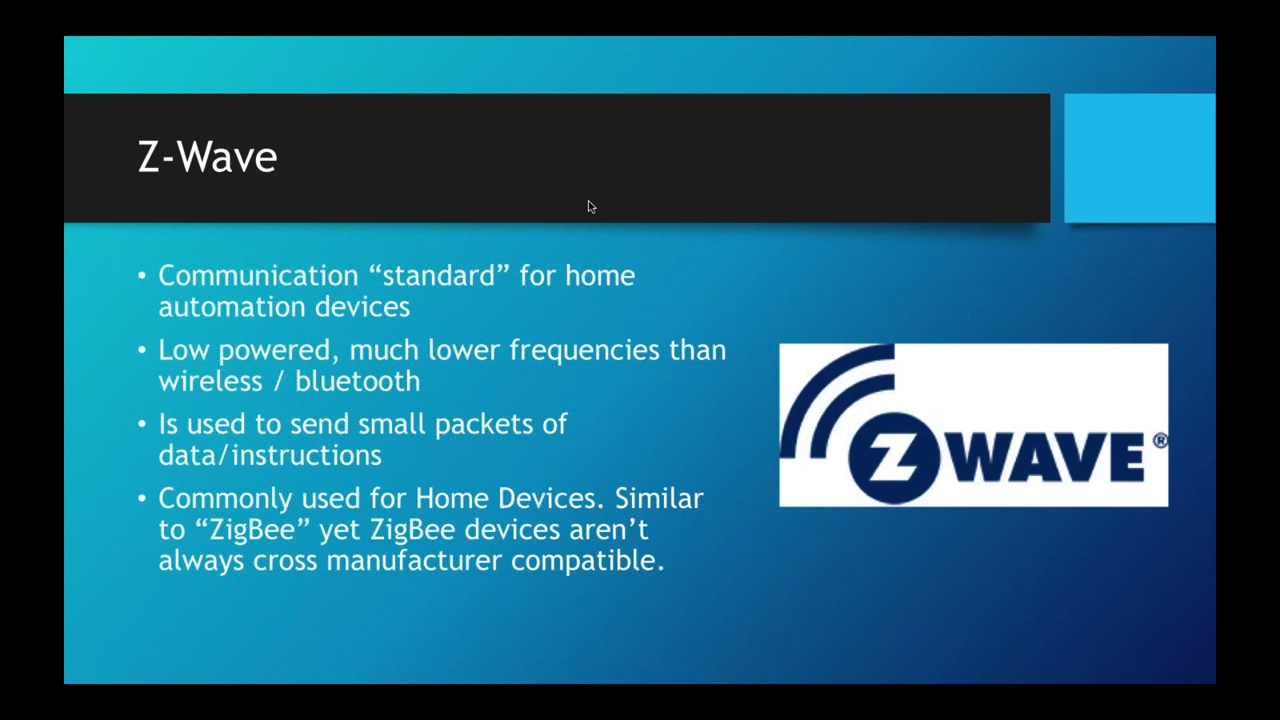 Z-Wave
• Communication “standard” for home
automation devices
• Low powered, much lower frequencies than
wireless / bluetooth
• Is used to send small packets of
data/instructions
• Commonly used for Home Devices. Similar
to “ZigBee” yet ZigBee devices aren’t
always cross manufacturer compatible.
Z WAVE®